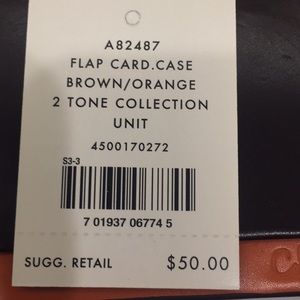 A82487
FLAP CARD.CASE
BROWN/ORANGE
2 TONE COLLECTION
UNIT
4500170272
S3-3
7 01937 06774 5
SUGG. RETAIL $50.00